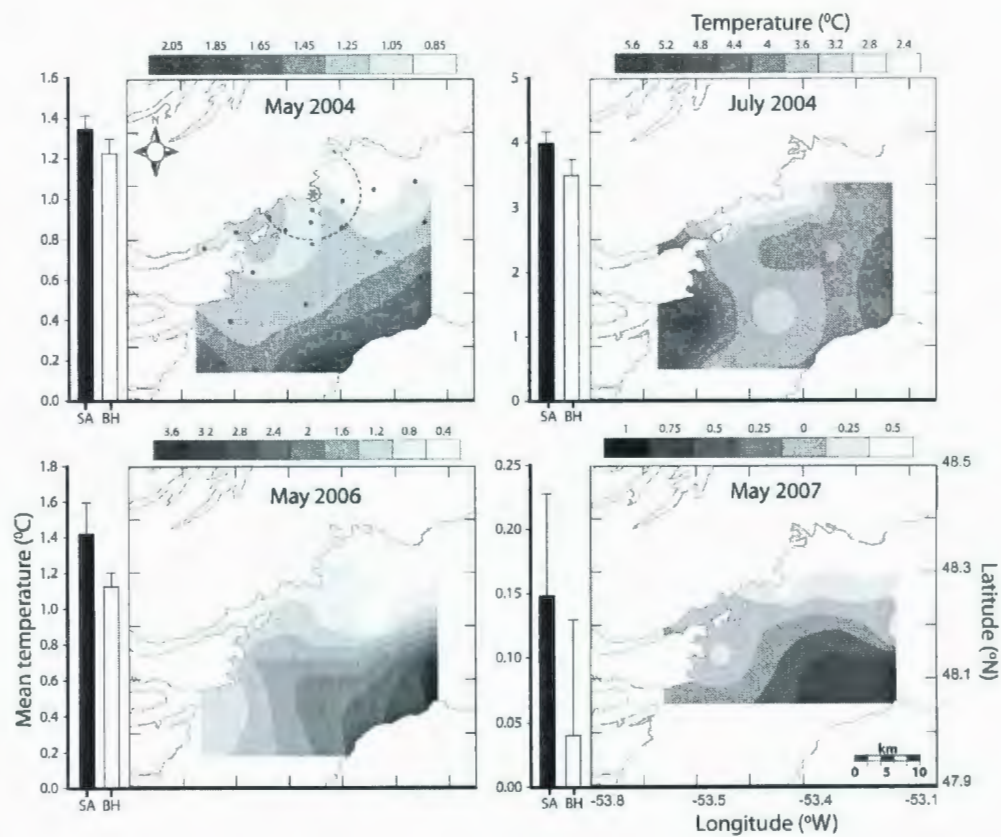 Temperature (ºC)
2.05 1.85 1.65 1.45 1.25 1.05 0.85
5.6 5.2 4.8 4.4 4 3.6 3.2 2.8 2.4
May 2004
July 2004
N
1.6
1.4
1.2
1.0
0.8
0.6
0.4
0.2
0.0
SA BH
5
4
3
2
1
0
SA BH
3.6 3.2 2.8 2.4 2 1.6 1.2 0.8 0.4
1 0.75 0.5 0.25 0 0.25 0.5
May 2006
May 2007
Mean temperature (ºC)
1.8
1.6
1.4
1.2
1.0
0.8
0.6
0.4
0.2
0.0
SA BH
0.25
0.20
0.15
0.10
0.05
0.00
SA BH
48.5
48.3
48.1
47.9
Latitude (ºN)
km
0 5 10
-53.8 -53.5 -53.4 -53.1
Longitude (ºW)